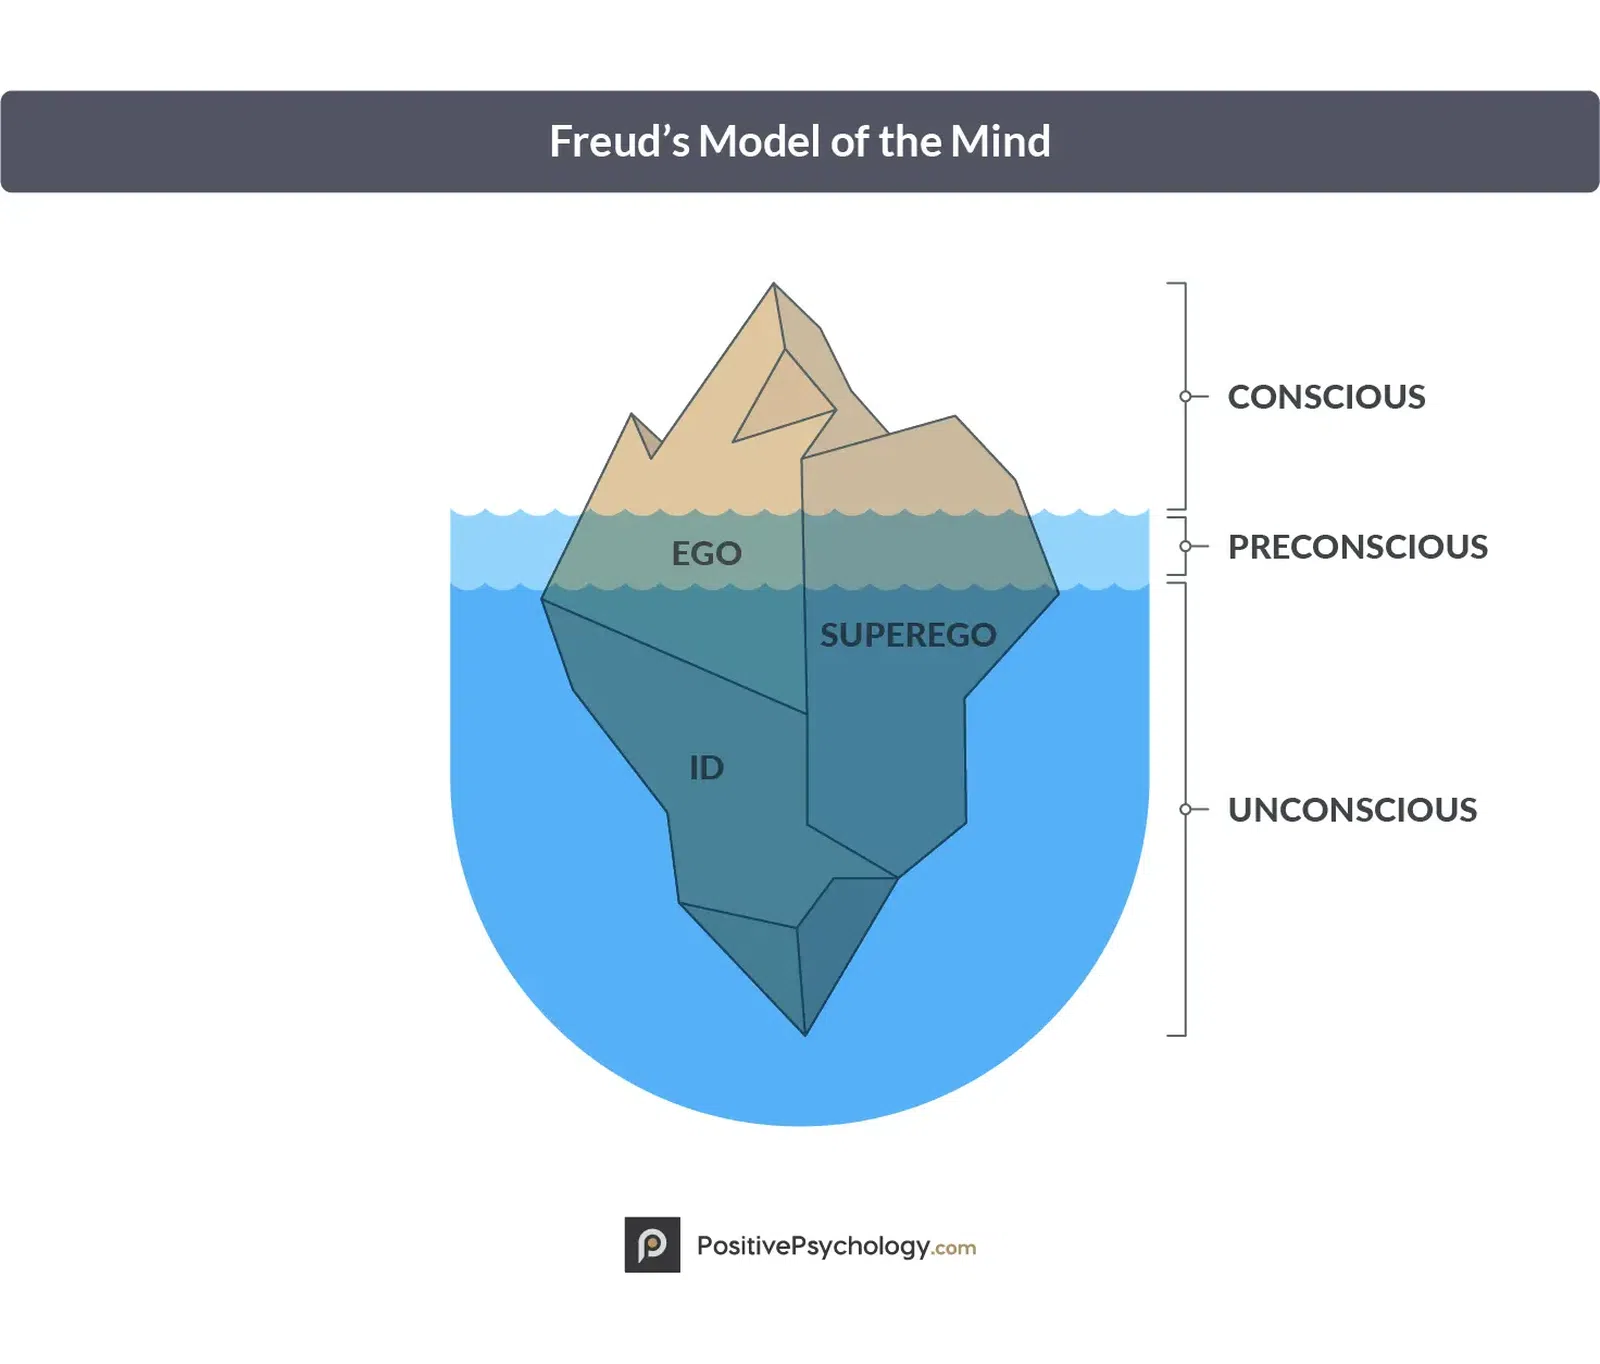 Freud’s Model of the Mind
CONSCIOUS
PRECONSCIOUS
EGO
SUPEREGO
ID
UNCONSCIOUS
PositivePsychology.com